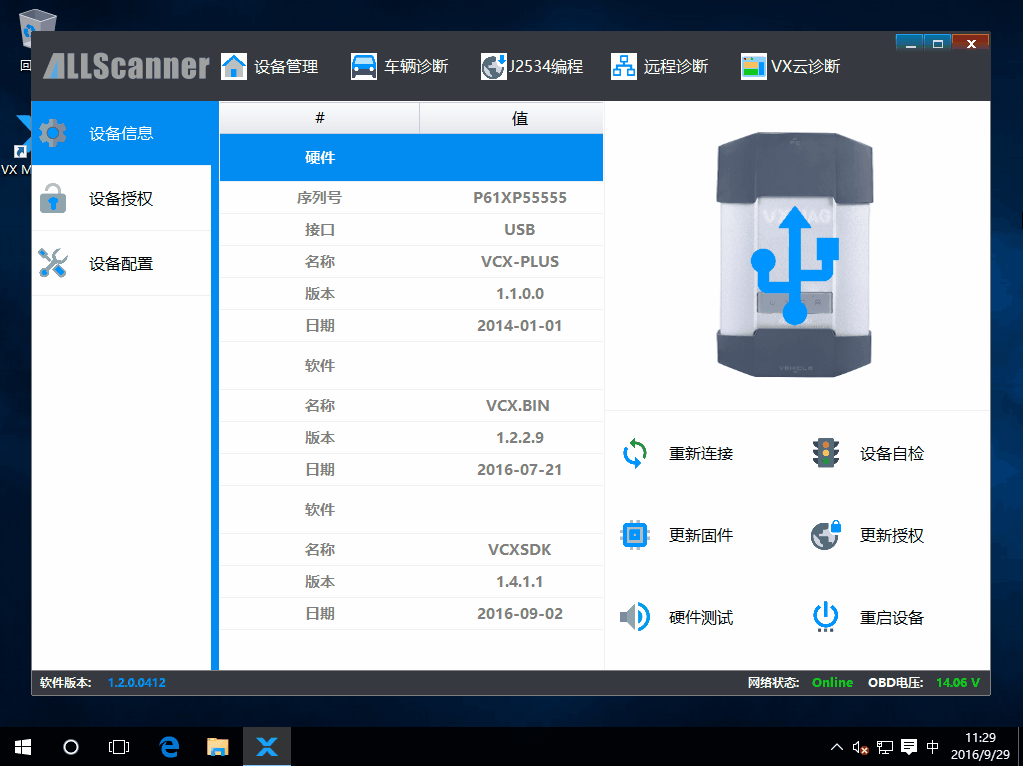 回
VX M
ALLScanner
设备管理
车辆诊断
J2534编程
远程诊断
VX云诊断
设备信息
设备授权
设备配置
# 值
硬件
序列号 P61XP55555
接口 USB
名称 VCX-PLUS
版本 1.1.0.0
日期 2014-01-01
软件
名称 VCX.BIN
版本 1.2.2.9
日期 2016-07-21
软件
名称 VCXSDK
版本 1.4.1.1
日期 2016-09-02
重新连接 设备自检
更新固件 更新授权
硬件测试 重启设备
软件版本: 1.2.0.0412 网络状态: Online OBD电压: 14.06 V
中
11:29
2016/9/29